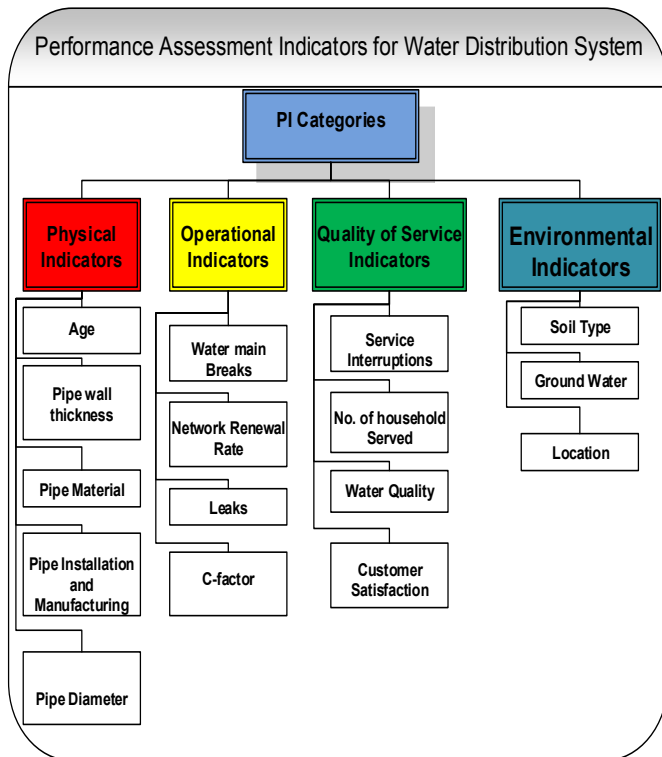 Performance Assessment Indicators for Water Distribution System
PI Categories
Physical
Indicators
Age
Pipe wall
thickness
Pipe Material
Pipe Installation
and
Manufacturing
Pipe Diameter
Operational
Indicators
Water main
Breaks
Network Renewal
Rate
Leaks
C-factor
Quality of Service
Indicators
Service
Interruptions
No. of household
Served
Water Quality
Customer
Satisfaction
Environmental
Indicators
Soil Type
Ground Water
Location